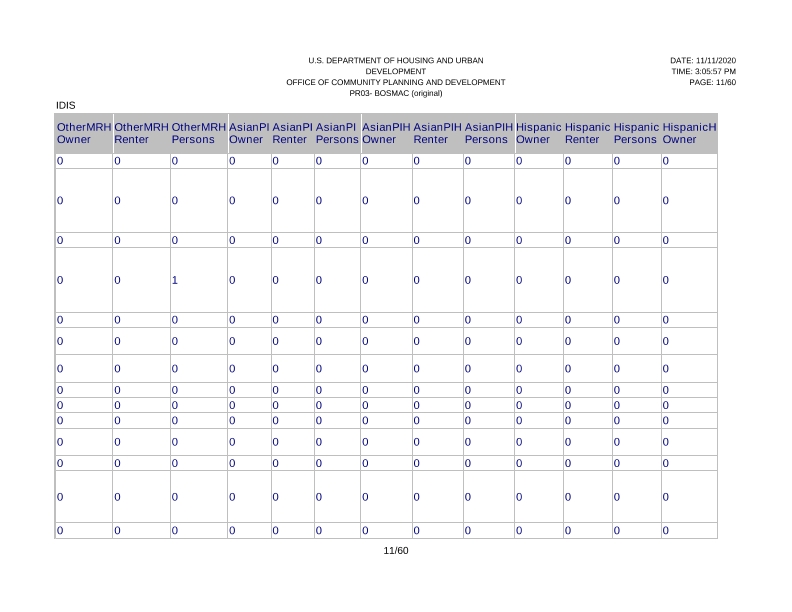 U.S. DEPARTMENT OF HOUSING AND URBAN
DEVELOPMENT
OFFICE OF COMMUNITY PLANNING AND DEVELOPMENT
PR03- BOSMAC (original)
DATE: 11/11/2020
TIME: 3:05:57 PM
PAGE: 11/60
IDIS
OtherMRH OtherMRH OtherMRH AsianPI AsianPI AsianPI AsianPIH AsianPIH AsianPIH Hispanic Hispanic Hispanic HispanicH
Owner Renter Persons Owner Renter Persons Owner Renter Persons Owner Renter Persons Owner
0 0 0 0 0 0 0 0 0 0 0 0 0
0 0 0 0 0 0 0 0 0 0 0 0 0
0 0 0 0 0 0 0 0 0 0 0 0 0
0 0 1 0 0 0 0 0 0 0 0 0 0
0 0 0 0 0 0 0 0 0 0 0 0 0
0 0 0 0 0 0 0 0 0 0 0 0 0
0 0 0 0 0 0 0 0 0 0 0 0 0
0 0 0 0 0 0 0 0 0 0 0 0 0
0 0 0 0 0 0 0 0 0 0 0 0 0
0 0 0 0 0 0 0 0 0 0 0 0 0
0 0 0 0 0 0 0 0 0 0 0 0 0
0 0 0 0 0 0 0 0 0 0 0 0 0
0 0 0 0 0 0 0 0 0 0 0 0 0
0 0 0 0 0 0 0 0 0 0 0 0 0
11/60